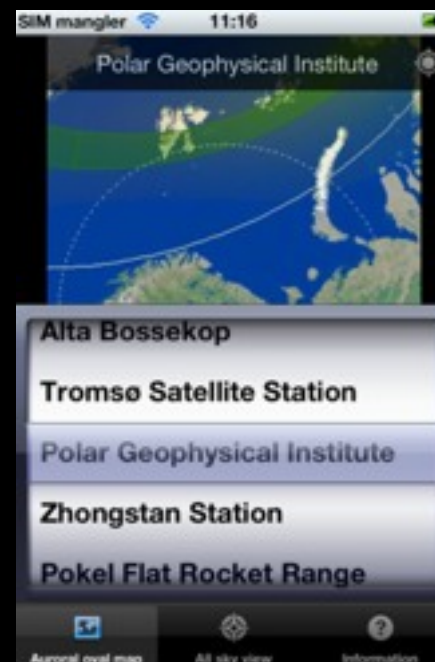 SIM mangler 11:16
Polar Geophysical Institute
Alta Bossekop
Tromsø Satellite Station
Polar Geophysical Institute
Zhongstan Station
Pokel Flat Rocket Range
Auroral oval map All sky view Information